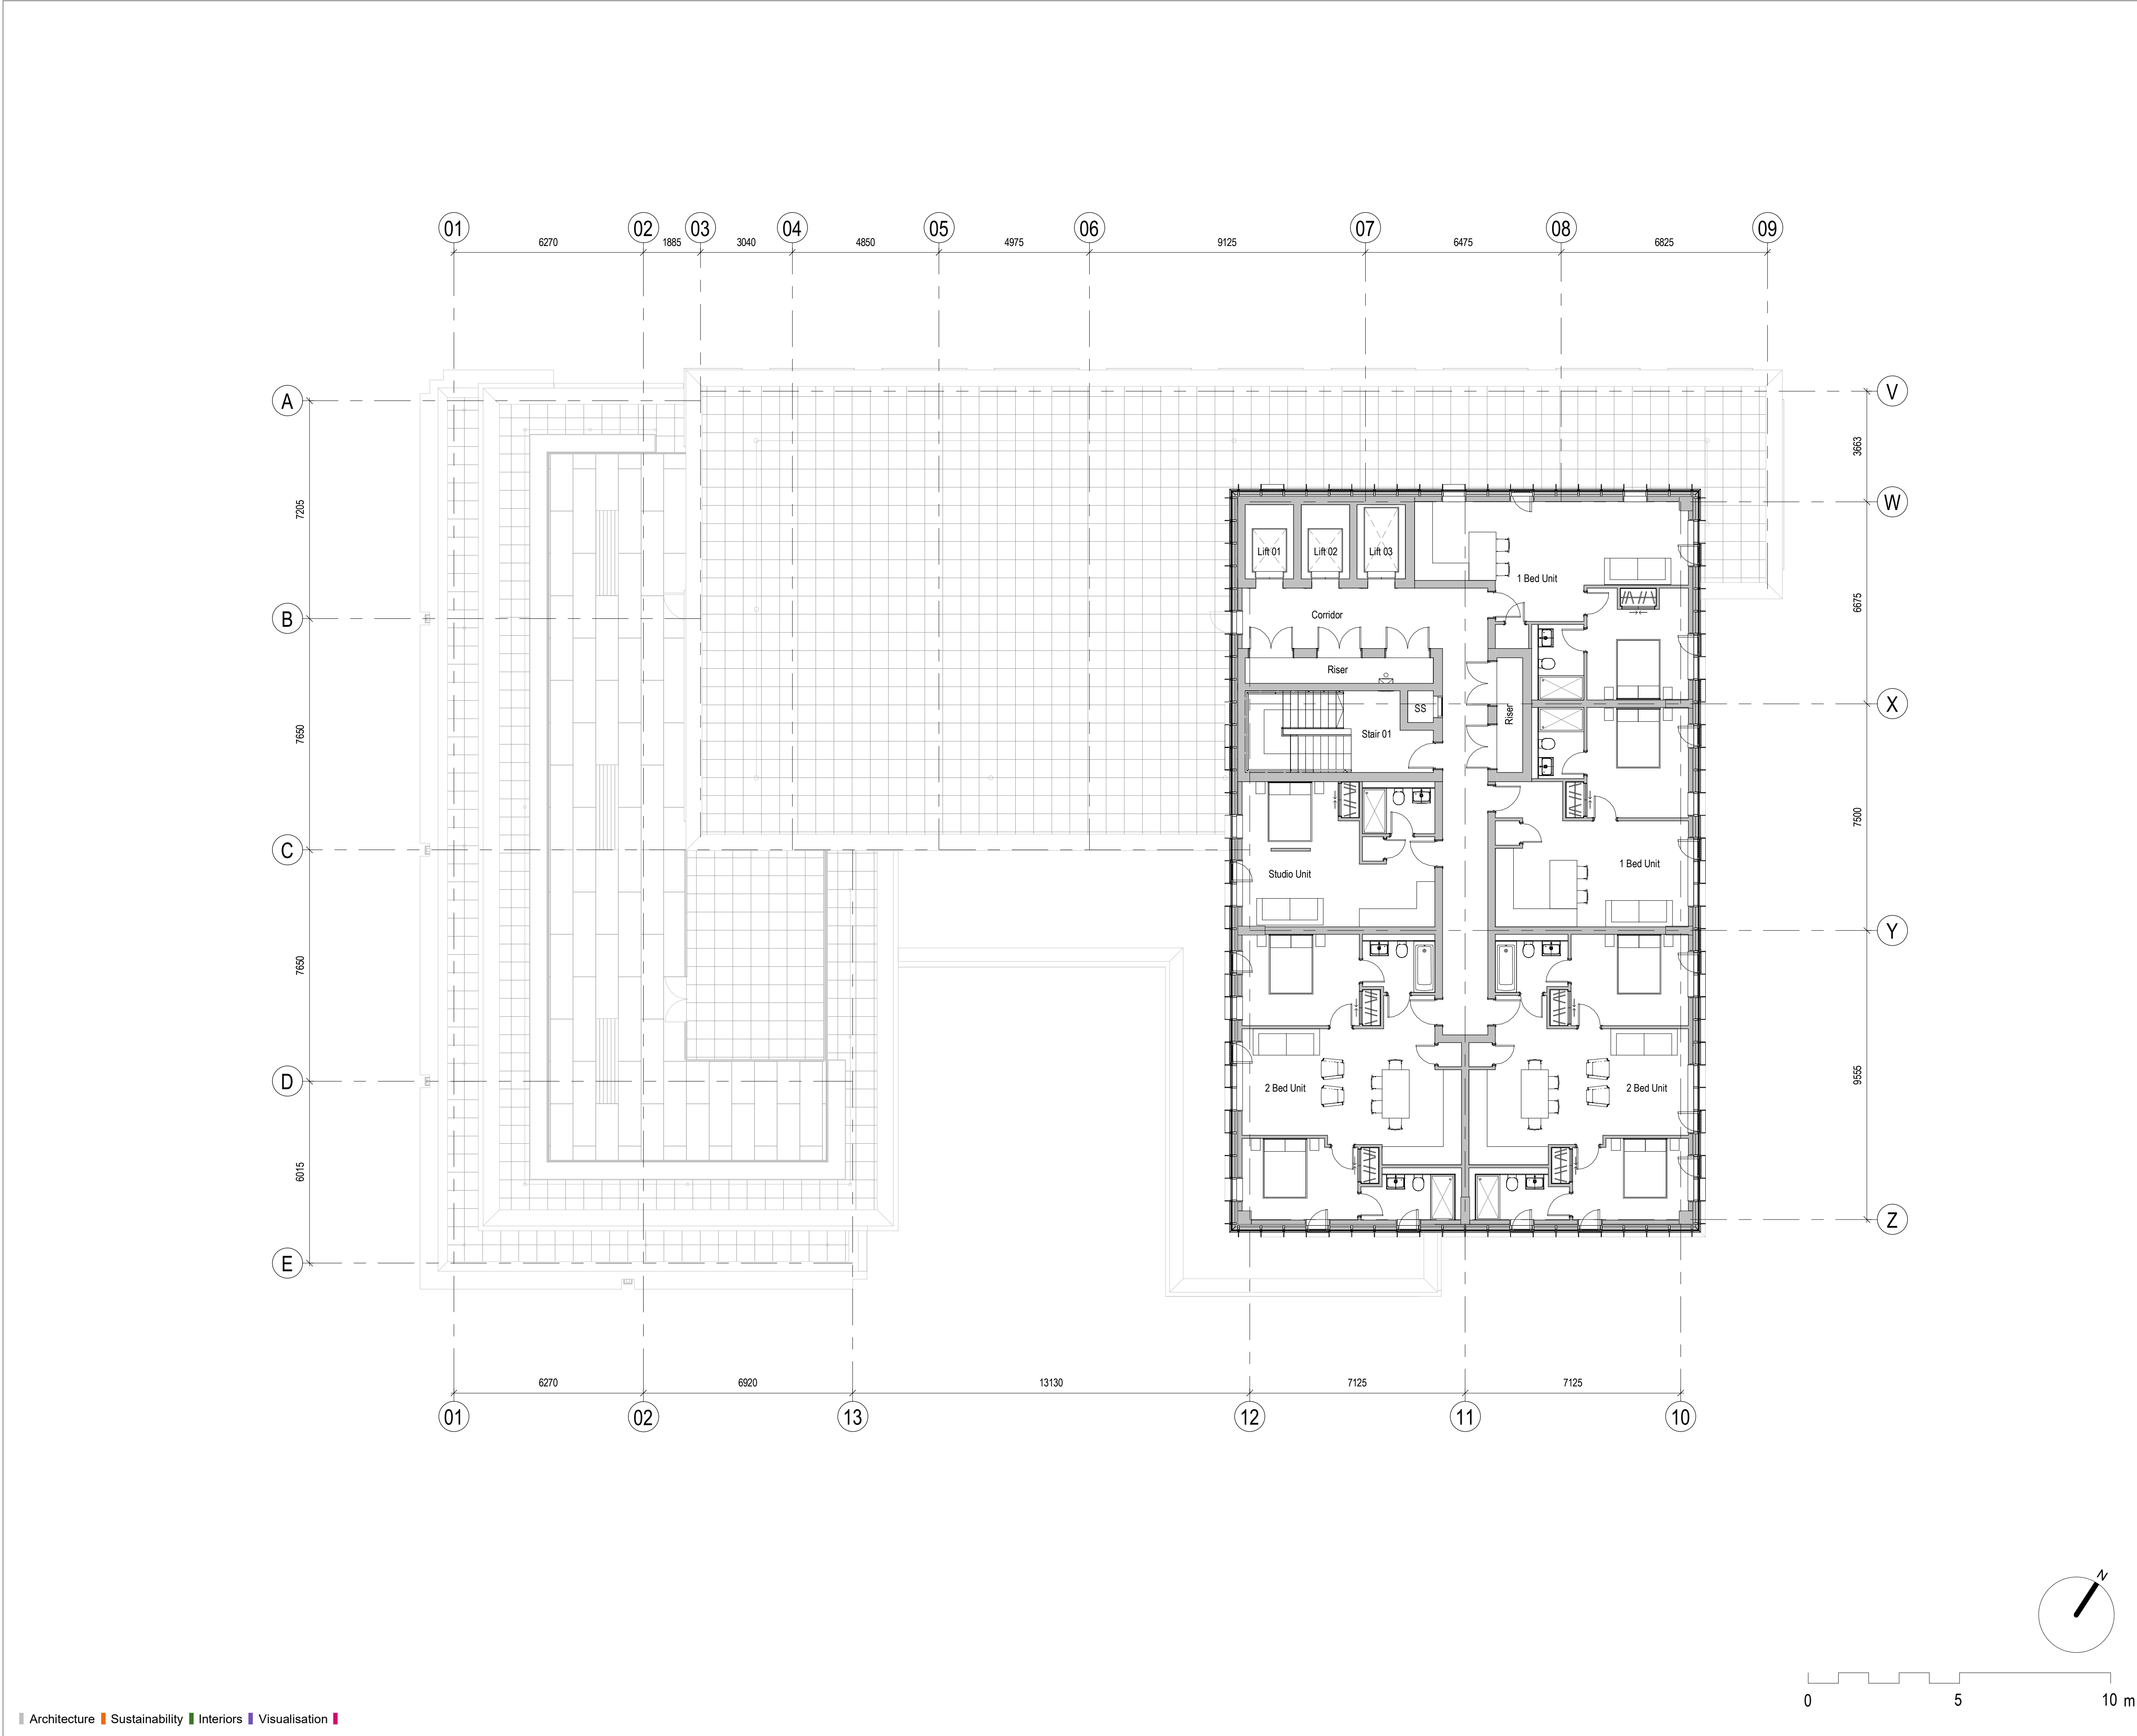 01 02 03 04 05 06 07 08 09
6270 1885 3040 4850 4975 9125 6475 6825
A V
3663
W
7205
Lift 01 Lift 02 Lift 03
1 Bed Unit
6675
B Corridor
Riser
X
SS
7650 Riser
Stair 01
7500
C
1 Bed Unit
Studio Unit
Y
7650
D
2 Bed Unit 2 Bed Unit
9555
6015
Z
E
6270 6920 13130 7125 7125
01 02 13 12 11 10
N
0 5 10 m
Architecture Sustainability Interiors Visualisation